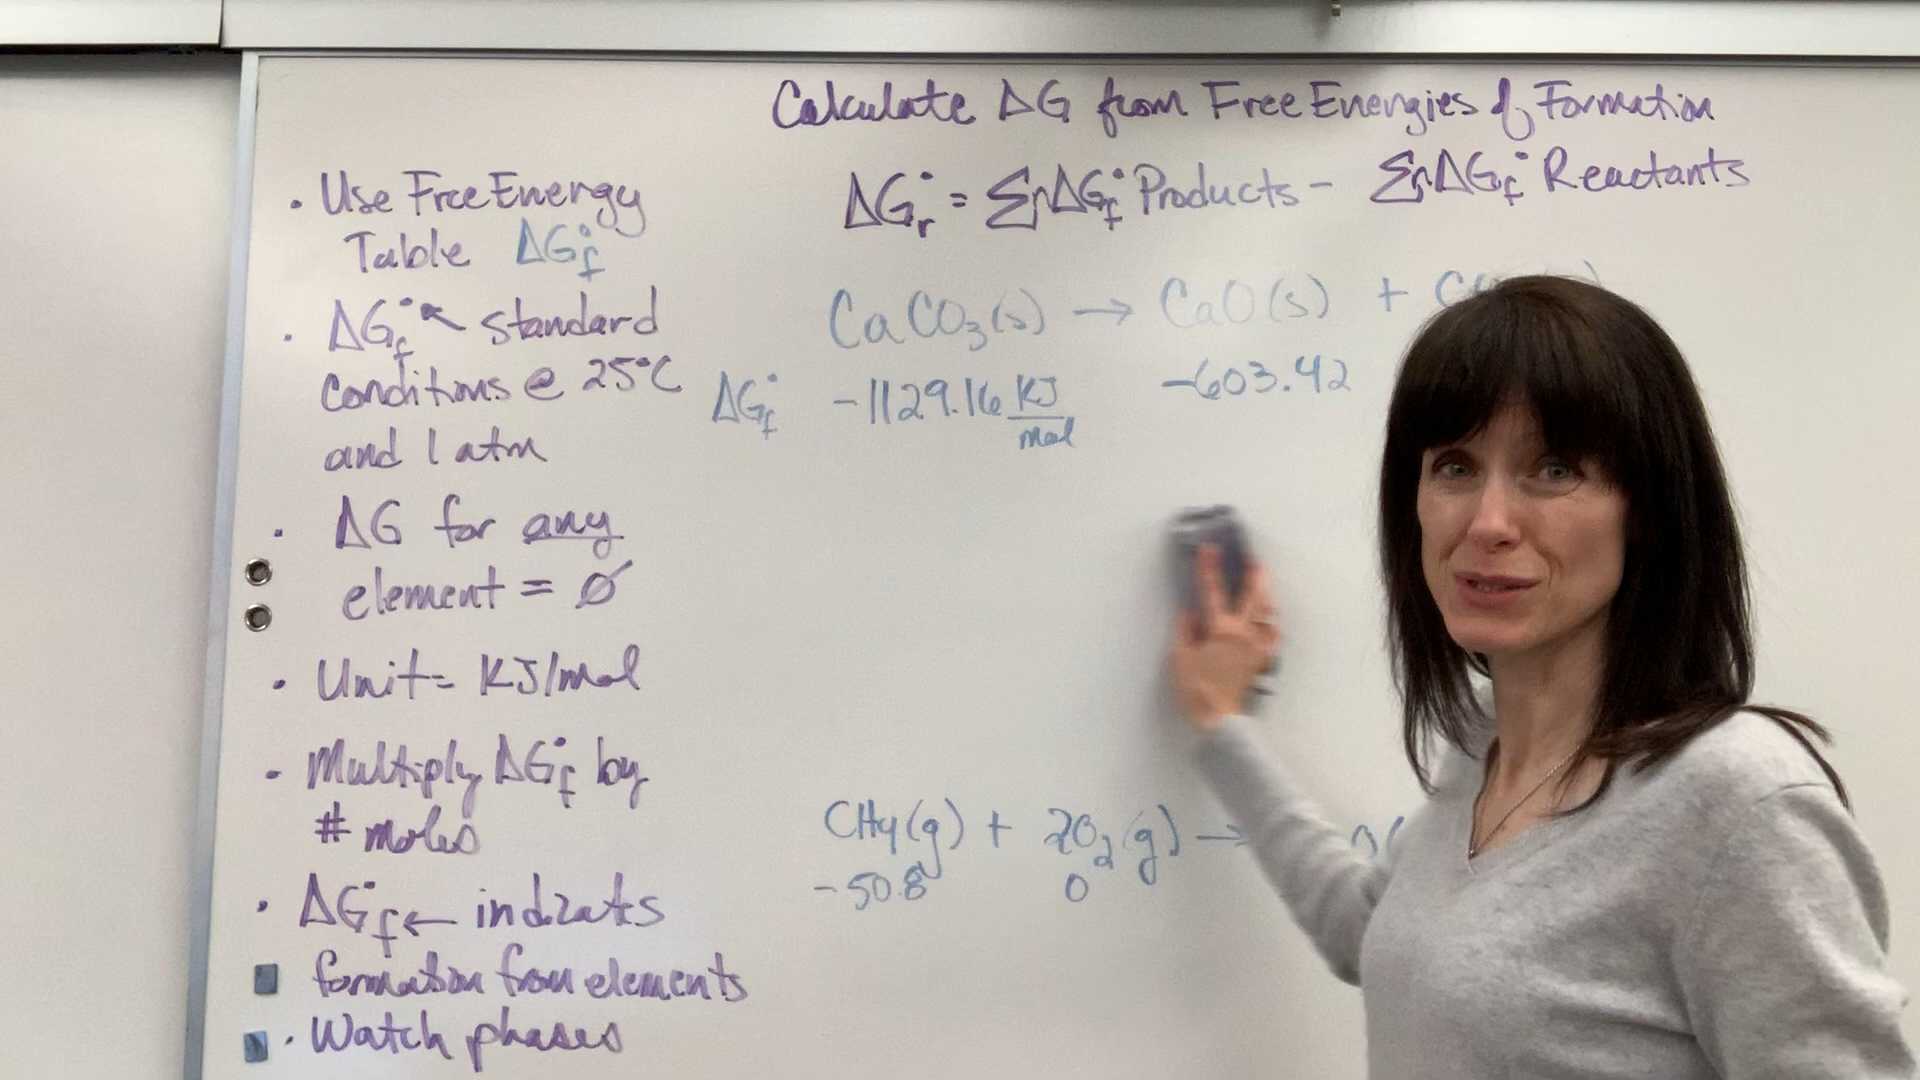 Calculate ΔG from Free Energies of Formation
ΔG°r = ΣnΔG°f Products - ΣnΔG°f Reactants
• Use Free Energy
Table ΔG°f
• ΔG°f ↖ standard
conditions @ 25°C
and 1 atm
• ΔG for any
element = Ø
• Unit = KJ/mol
• Multiply ΔG°f by
# moles
• ΔG°f ← indicates
formation from elements
• Watch phases
CaCO₃(s) → CaO(s) + C
ΔG°f -1129.16 KJ/mol -603.42
CH₄(g) + 2O₂(g) →
-50.8 0